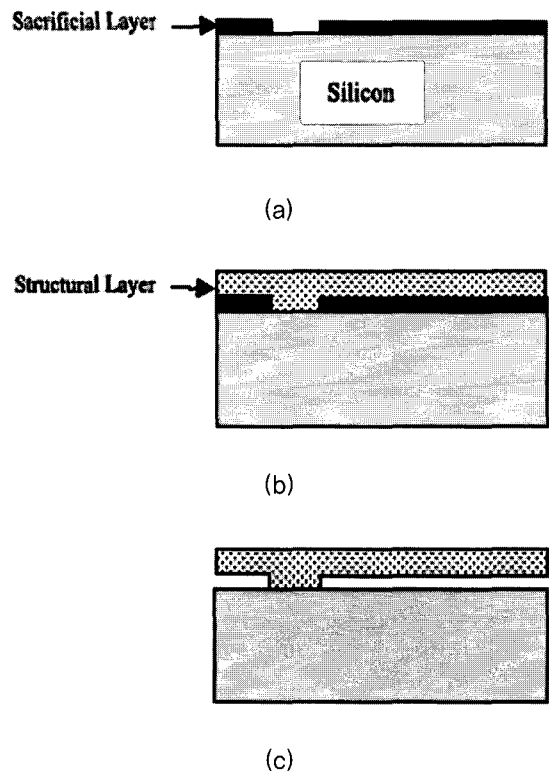 Sacrificial Layer
Silicon
(a)
Structural Layer
(b)
(c)